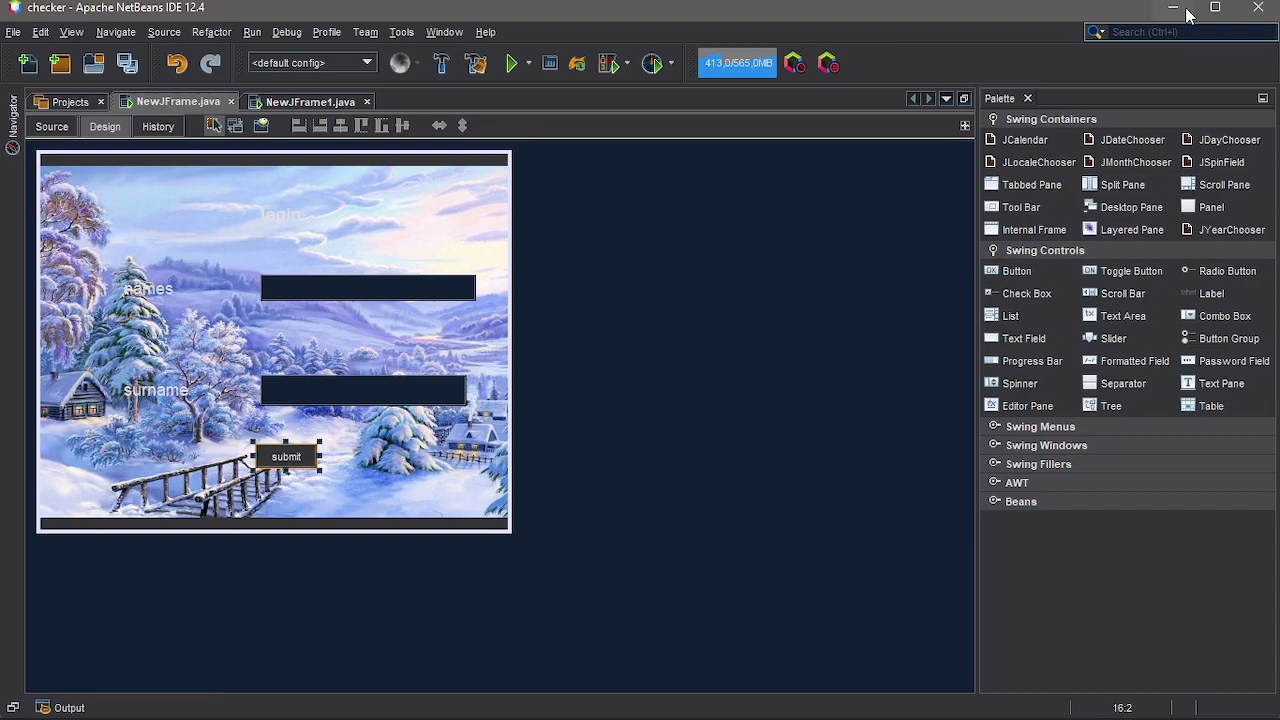 checker - Apache NetBeans IDE 12.4
File Edit View Navigate Source Refactor Run Debug Profile Team Tools Window Help
Search (Ctrl+I)
<default config>
413,0/565,0MB
Navigator
Projects
NewJFrame.java
NewJFrame1.java
Source Design History
login
names
surname
submit
Palette
Swing Containers
JCalendar JDateChooser JDayChooser
JLocaleChooser JMonthChooser JSpinField
Tabbed Pane Split Pane Scroll Pane
Tool Bar Desktop Pane Panel
Internal Frame Layered Pane JYearChooser
Swing Controls
OK Button ON Toggle Button Radio Button
Check Box Scroll Bar label Label
List Text Area Combo Box
Text Field Slider Button Group
Progress Bar Formatted Field Password Field
Spinner Separator T Text Pane
Editor Pane Tree Table
Swing Menus
Swing Windows
Swing Fillers
AWT
Beans
Output
16:2